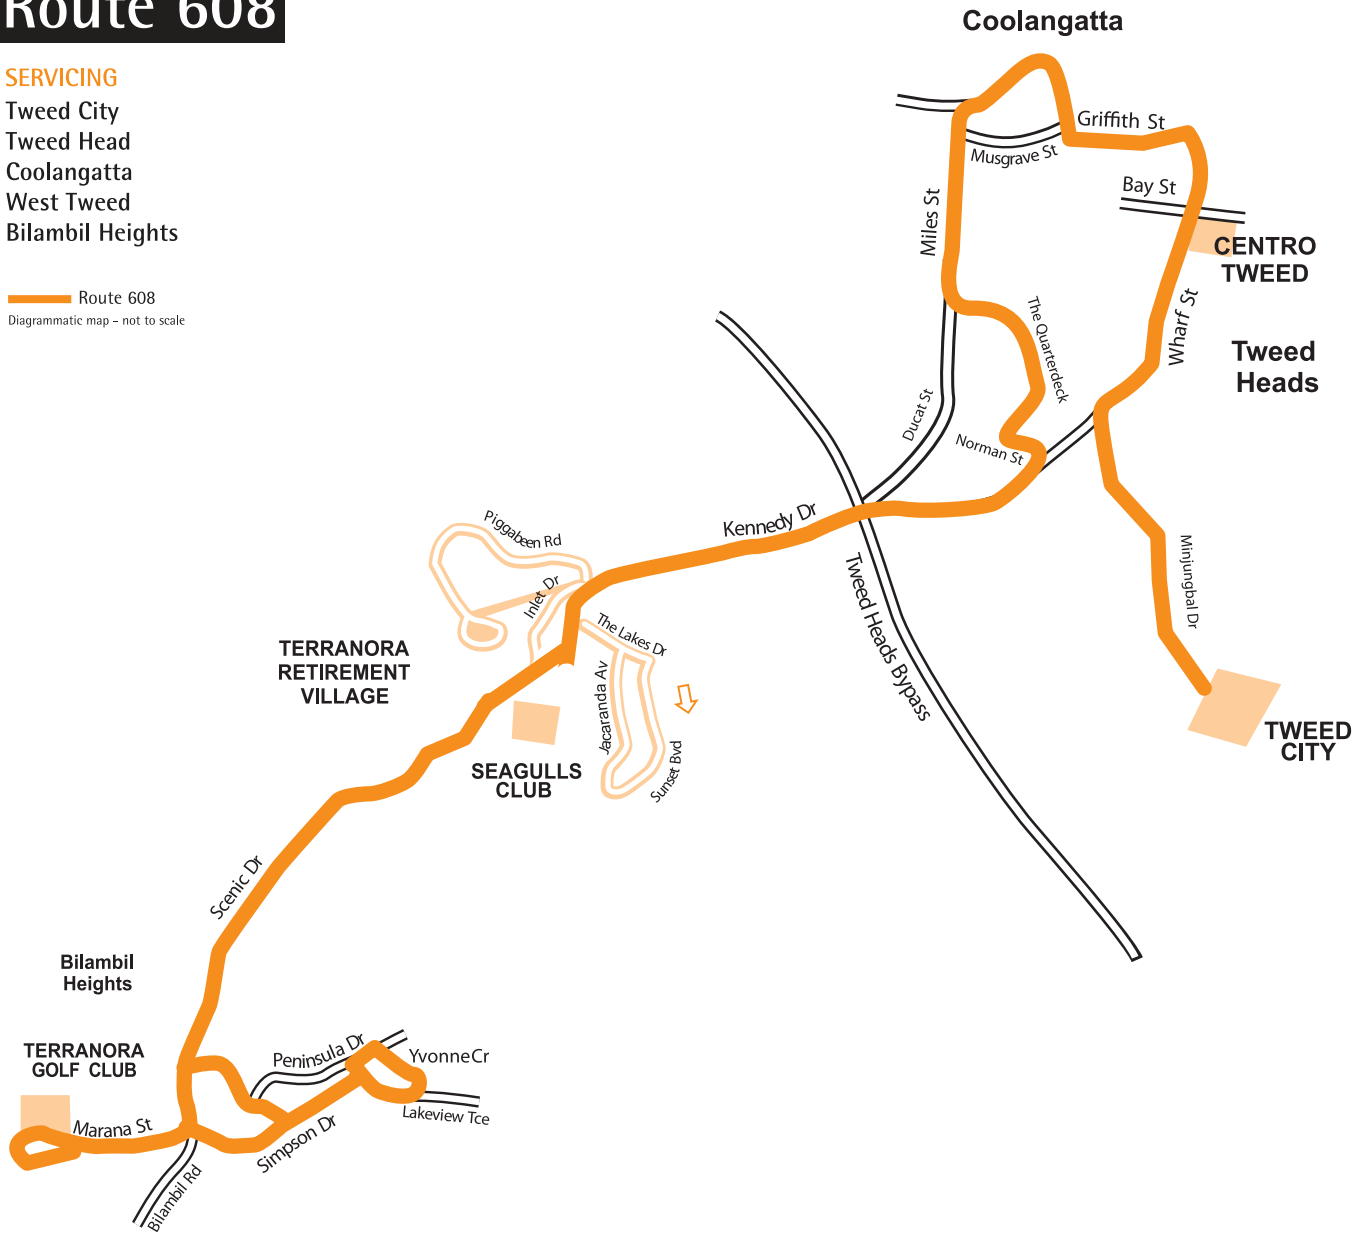 Route 608
SERVICING
Tweed City
Tweed Head
Coolangatta
West Tweed
Bilambil Heights
Route 608
Diagrammatic map - not to scale
Coolangatta
Griffith St
Musgrave St
Bay St
Miles St
CENTRO
TWEED
The Quarterdeck
Wharf St
Tweed
Heads
Ducat St
Norman St
Kennedy Dr
Piggabeen Rd
Inlet Dr
The Lakes Dr
Tweed Heads Bypass
Minjungbal Dr
TERRANORA
RETIREMENT
VILLAGE
Jacaranda Av
Sunset Bvd
SEAGULLS
CLUB
TWEED
CITY
Scenic Dr
Bilambil
Heights
TERRANORA
GOLF CLUB
Peninsula Dr
YvonneCr
Lakeview Tce
Marana St
Simpson Dr
Bilambil Rd